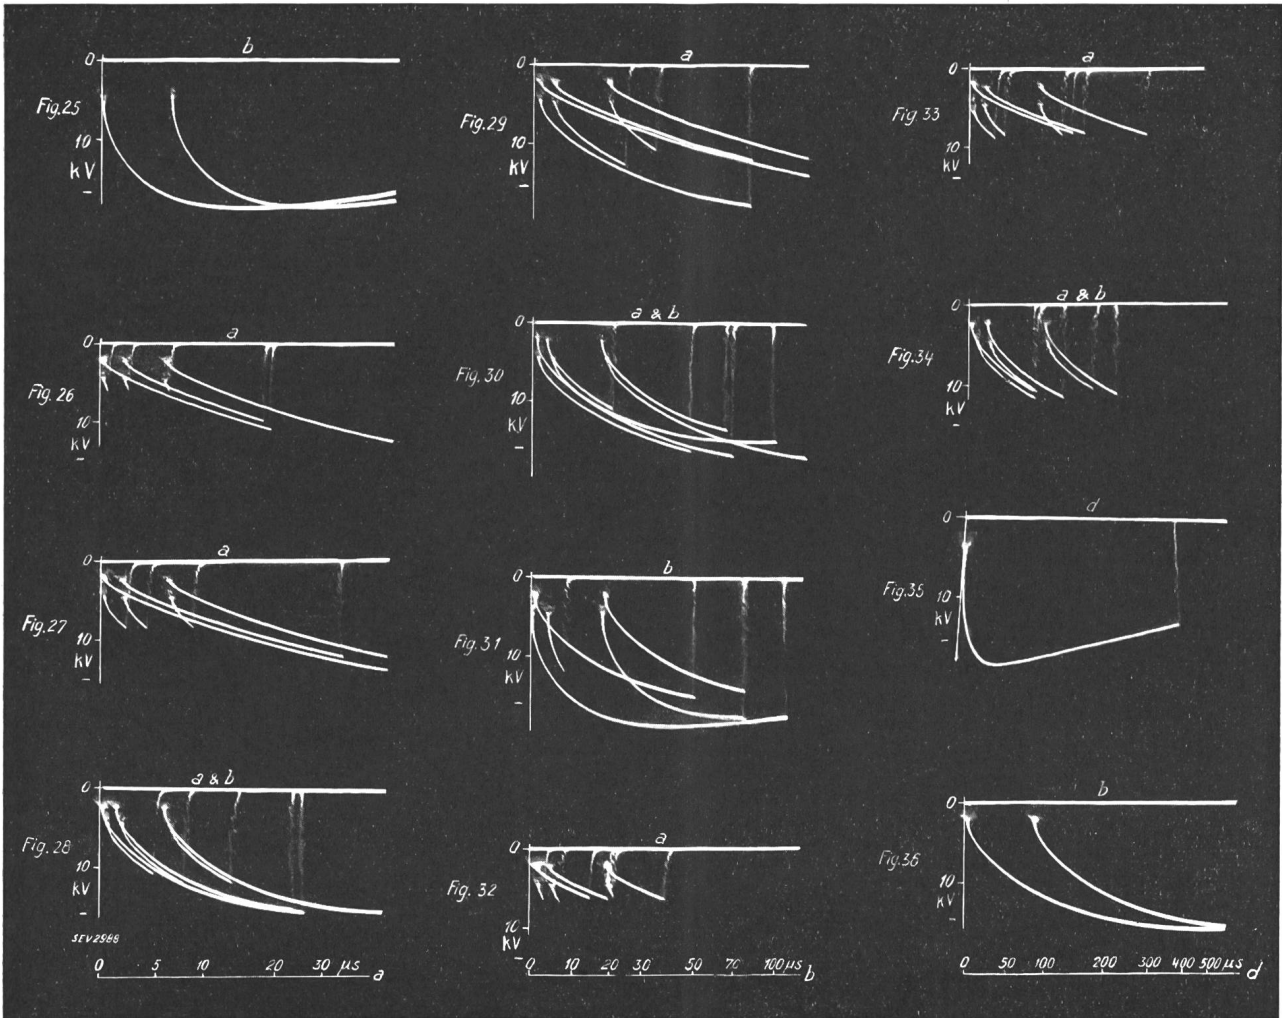 b
0
Fig. 25
10
kV
a
0
Fig. 26
10
kV
a
0
Fig. 27
10
kV
a & b
0
Fig. 28
10
kV
SEV2988
0 5 10 20 30 µs a
a
0
Fig. 29
10
kV
a & b
0
Fig. 30
10
kV
b
0
Fig. 31
10
kV
a
0
Fig. 32
10
kV
0 10 20 30 50 70 100 µs b
a
0
Fig. 33
10
kV
a & b
0
Fig. 34
10
kV
d
0
Fig. 35
10
kV
b
0
Fig. 36
10
kV
0 50 100 200 300 400 500 µs d